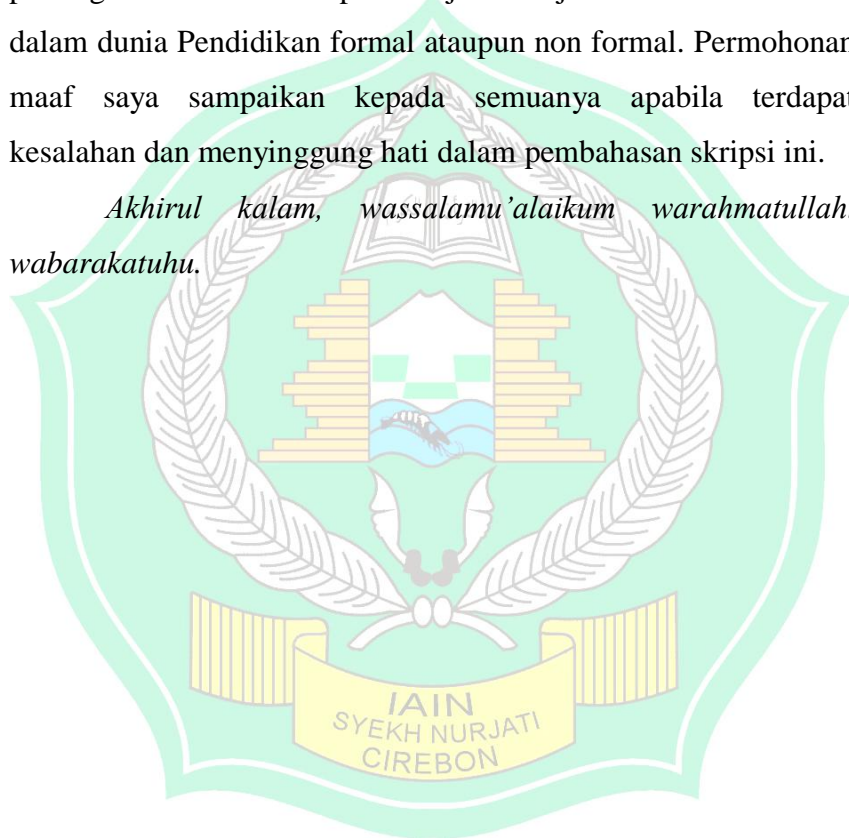 dalam dunia Pendidikan formal ataupun non formal. Permohonan
maaf saya sampaikan kepada semuanya apabila terdapat
kesalahan dan menyinggung hati dalam pembahasan skripsi ini.
Akhirul kalam, wassalamu’alaikum warahmatullah
wabarakatuhu.
IAIN
SYEKH NURJATI
CIREBON